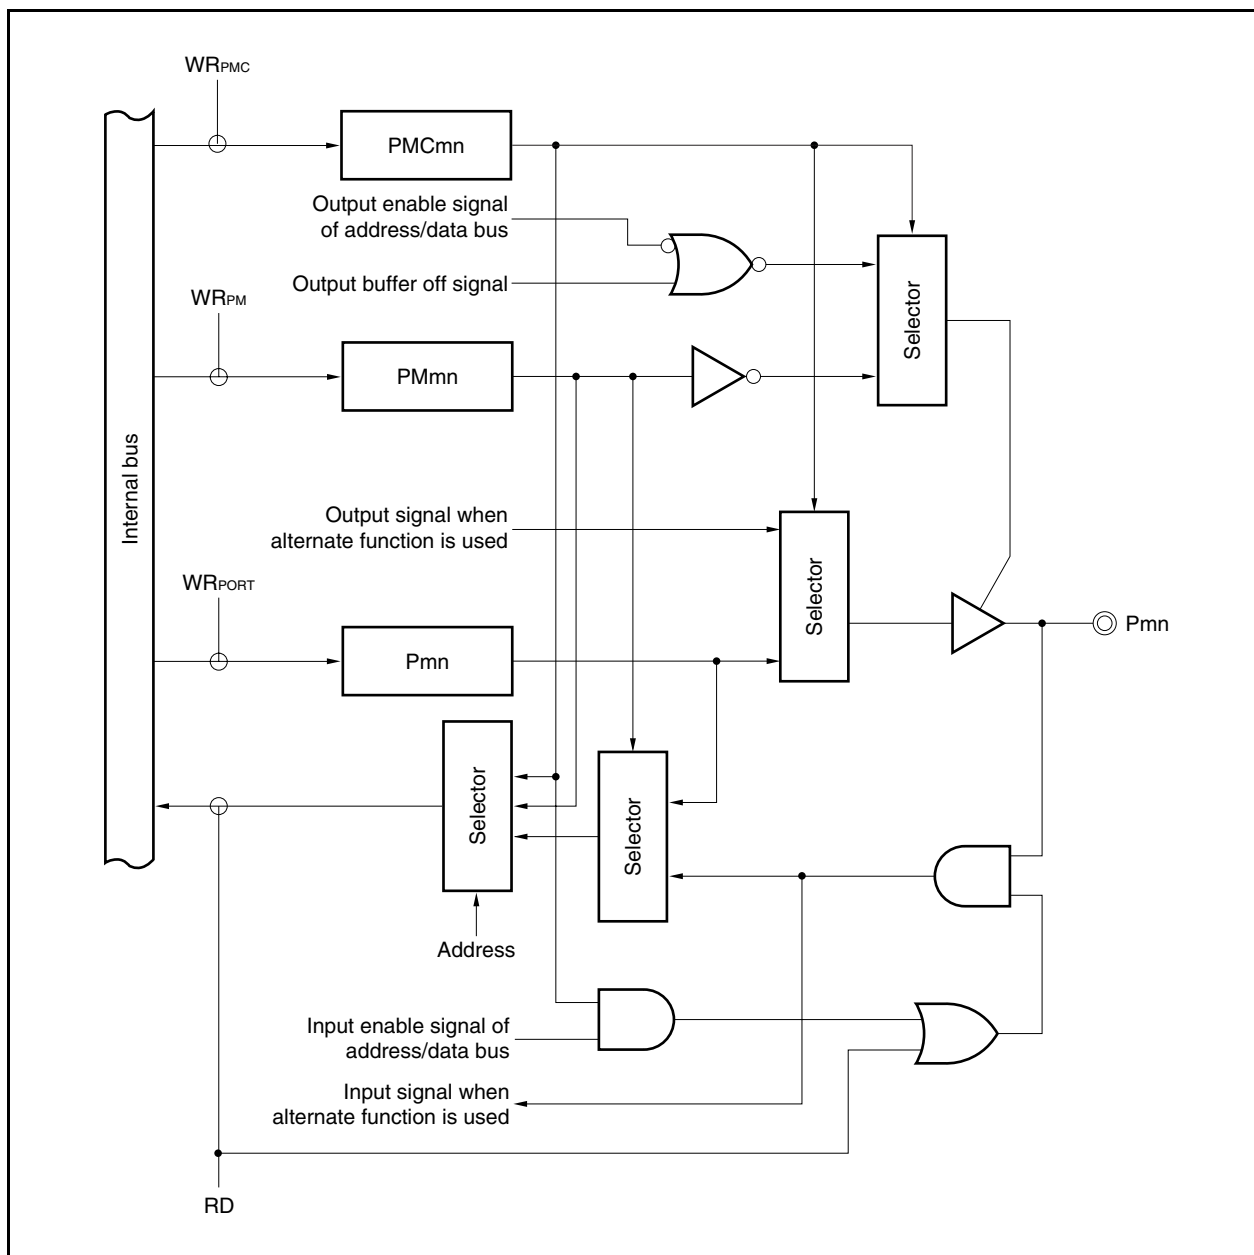 WRPMC
PMCmn
Output enable signal
of address/data bus
Output buffer off signal
Selector
WRPM
PMmn
Internal bus
Output signal when
alternate function is used
Selector
WRPORT
Pmn
Pmn
Selector
Selector
Address
Input enable signal of
address/data bus
Input signal when
alternate function is used
RD